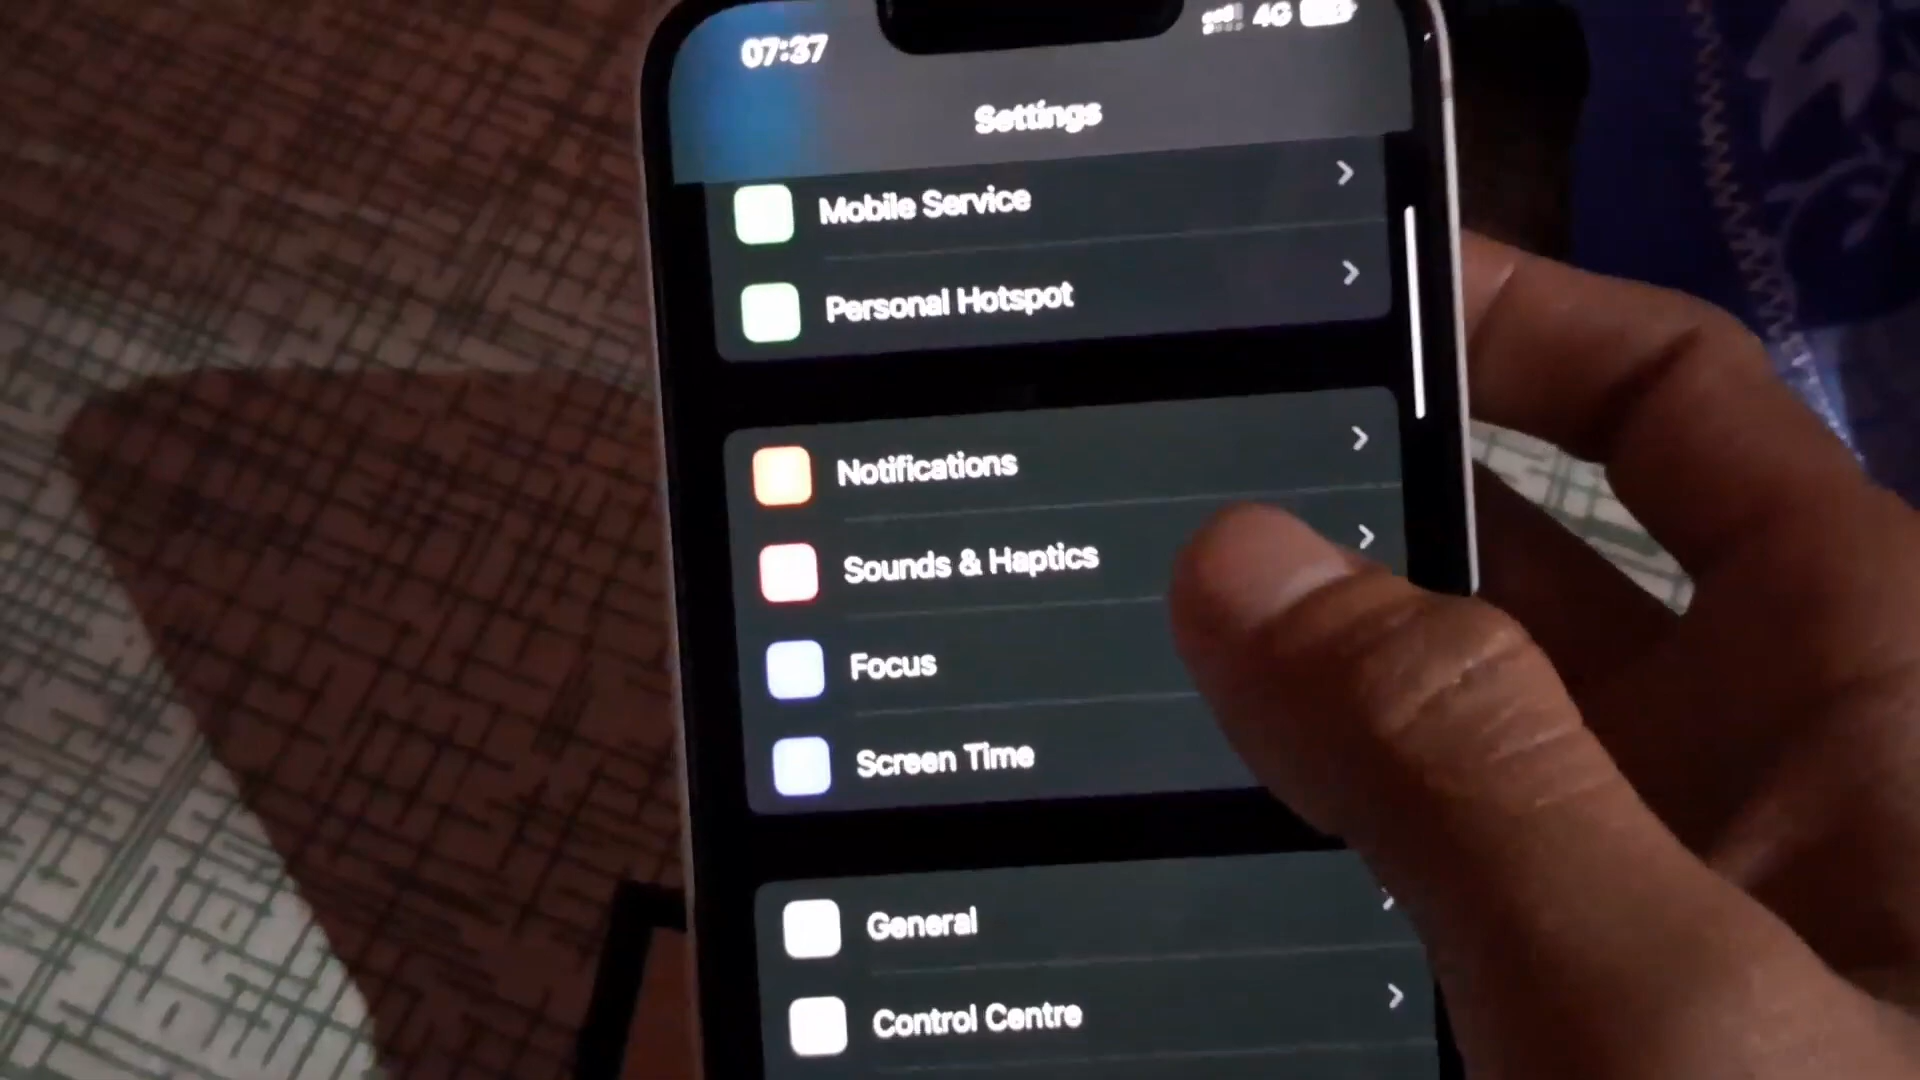 07:37
4G
Settings
Mobile Service
Personal Hotspot
Notifications
Sounds & Haptics
Focus
Screen Time
General
Control Centre